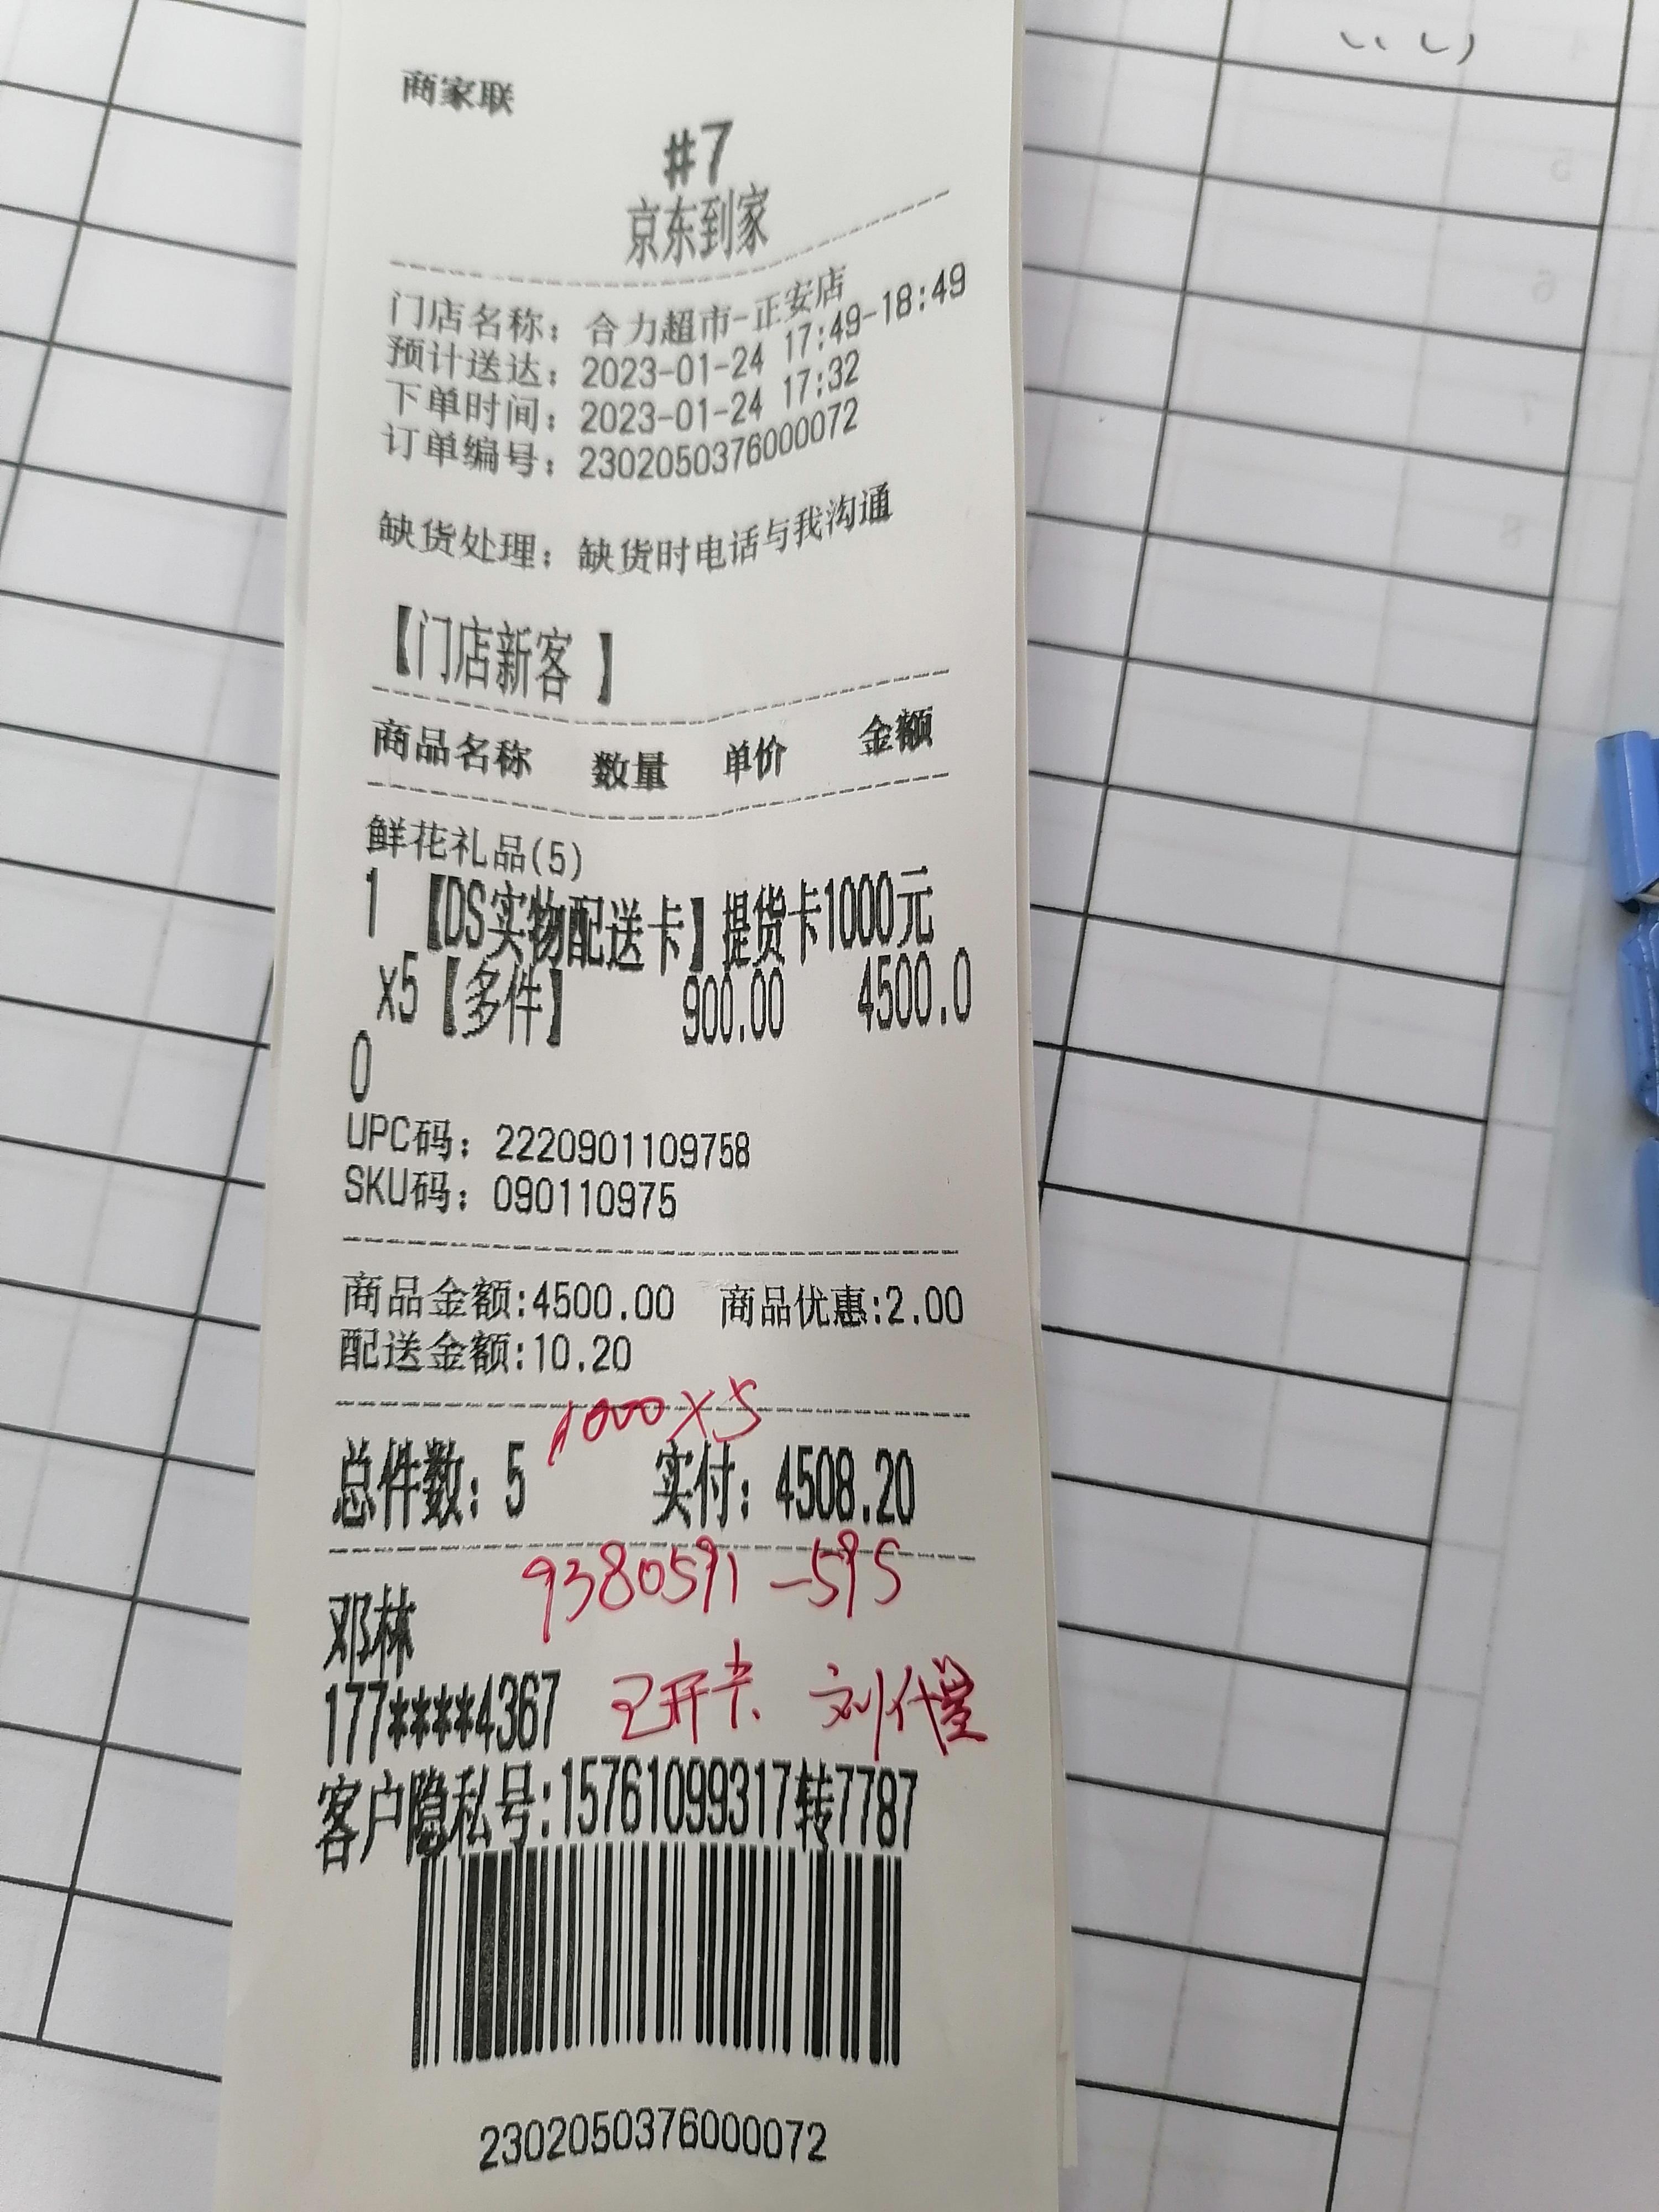 商家联
#7
京东到家
门店名称：合力超市-正安店
预计送达：2023-01-24 17:49-18:49
下单时间：2023-01-24 17:32
订单编号：2302050376000072
缺货处理：缺货时电话与我沟通
【门店新客 】
商品名称 数量 单价 金额
鲜花礼品(5)
1 【DS实物配送卡】提货卡1000元
x5【多件】 900.00 4500.0
0
UPC码：2220901109758
SKU码：090110975
商品金额:4500.00 商品优惠:2.00
配送金额:10.20
1000×5
总件数：5 实付：4508.20
9380591-595
邓林
177****4367 已开卡、刘代
客户隐私号:15761099317转7787
2302050376000072